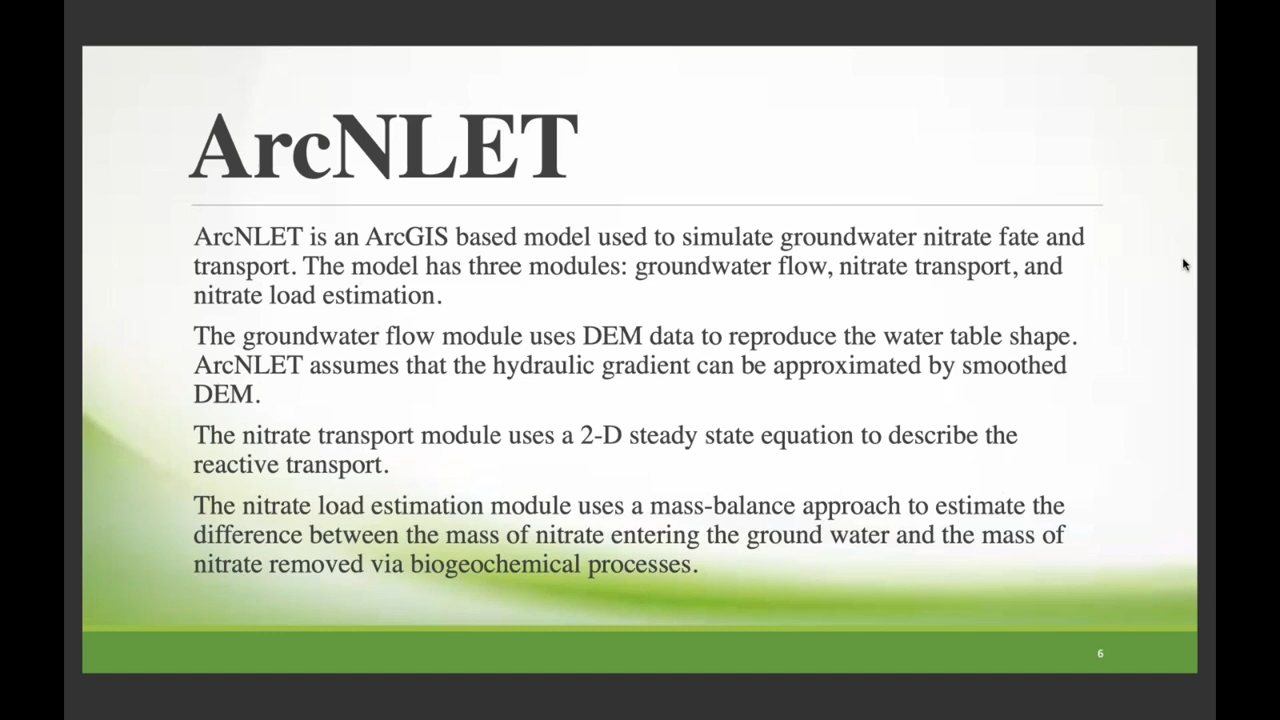 ArcNLET
ArcNLET is an ArcGIS based model used to simulate groundwater nitrate fate and
transport. The model has three modules: groundwater flow, nitrate transport, and
nitrate load estimation.
The groundwater flow module uses DEM data to reproduce the water table shape.
ArcNLET assumes that the hydraulic gradient can be approximated by smoothed
DEM.
The nitrate transport module uses a 2-D steady state equation to describe the
reactive transport.
The nitrate load estimation module uses a mass-balance approach to estimate the
difference between the mass of nitrate entering the ground water and the mass of
nitrate removed via biogeochemical processes.
6